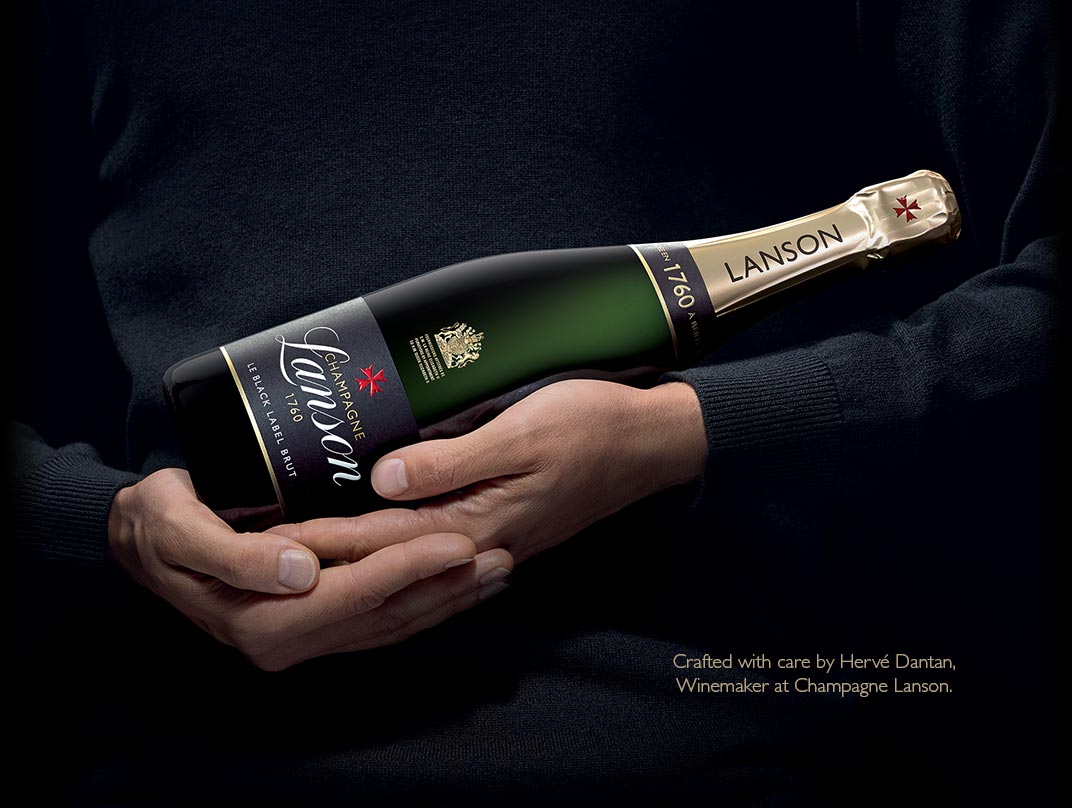 CHAMPAGNE
Lanson
1760
LE BLACK LABEL BRUT
1760
LANSON
Crafted with care by Hervé Dantan,
Winemaker at Champagne Lanson.